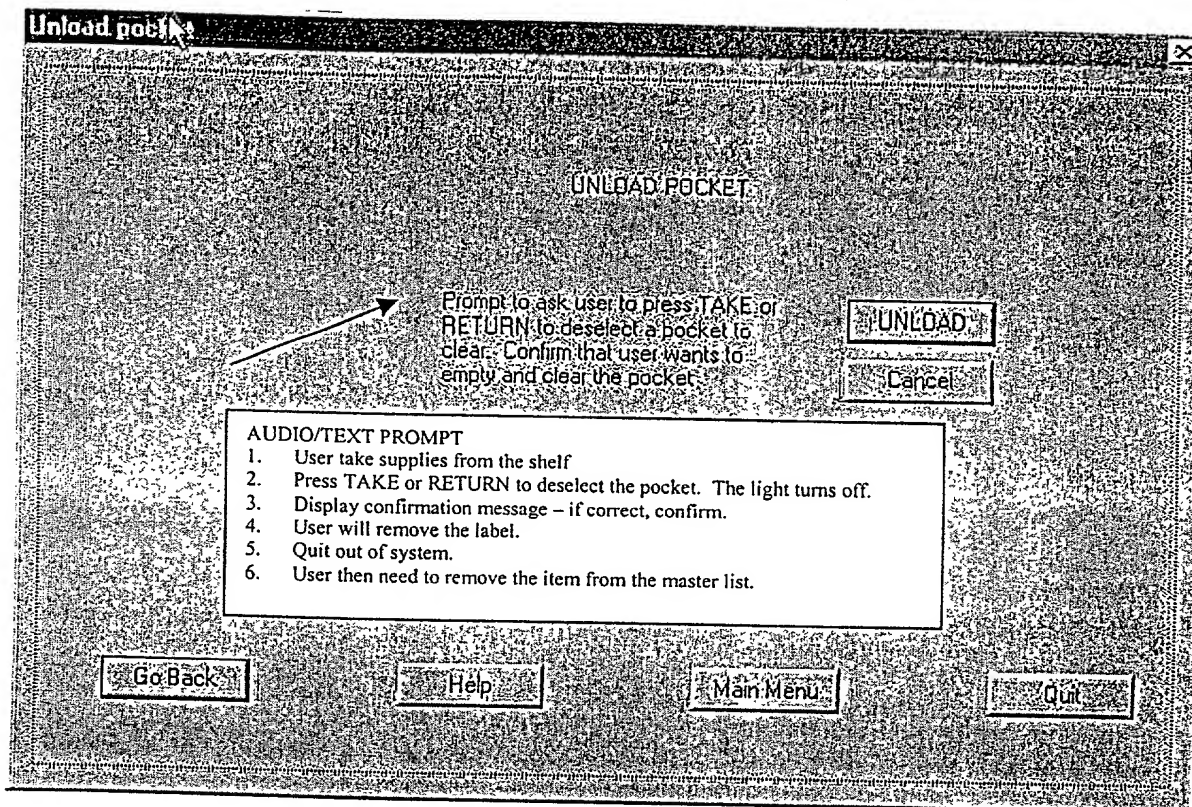 Unload pocket
UNLOAD POCKET
Prompt to ask user to press TAKE or
RETURN to deselect a pocket to
clear. Confirm that user wants to
empty and clear the pocket.
UNLOAD
Cancel
AUDIO/TEXT PROMPT
1. User take supplies from the shelf
2. Press TAKE or RETURN to deselect the pocket. The light turns off.
3. Display confirmation message – if correct, confirm.
4. User will remove the label.
5. Quit out of system.
6. User then need to remove the item from the master list.
Go Back
Help
Main Menu
Quit